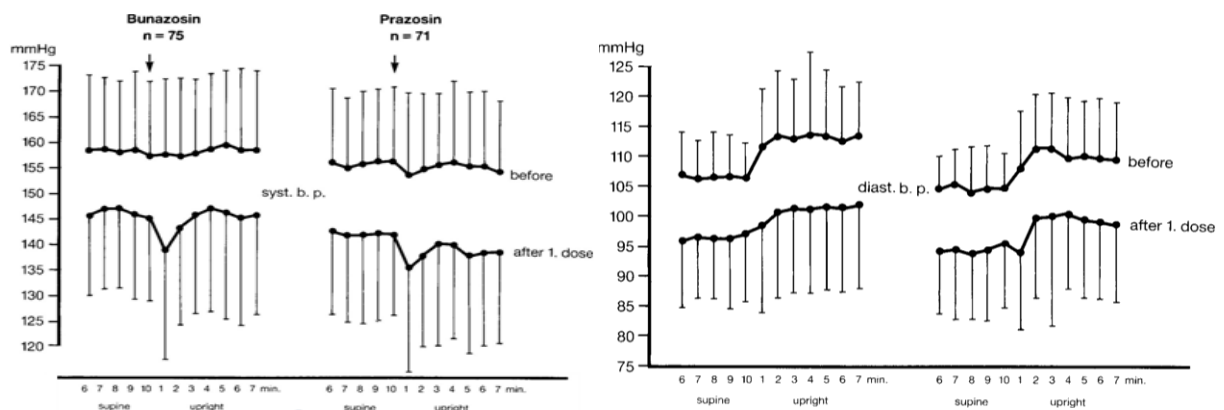 Bunazosin
n = 75
Prazosin
n = 71
mmHg
175
170
165
160
155
150
145
140
135
130
125
120
syst. b. p.
before
after 1. dose
6 7 8 9 10 1 2 3 4 5 6 7 min.
supine upright
6 7 8 9 10 1 2 3 4 5 6 7 min.
supine upright
mmHg
125
120
115
110
105
100
95
90
85
80
75
diast. b. p.
before
after 1. dose
6 7 8 9 10 1 2 3 4 5 6 7 min.
supine upright
6 7 8 9 10 1 2 3 4 5 6 7 min.
supine upright